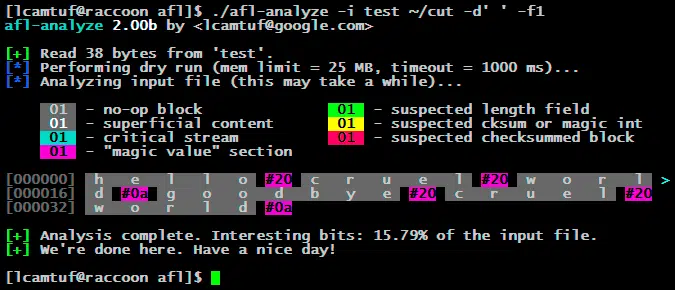 [lcamtuf@raccoon afl]$ ./afl-analyze -i test ~/cut -d' ' -f1
afl-analyze 2.00b by <lcamtuf@google.com>
[+] Read 38 bytes from 'test'.
[*] Performing dry run (mem limit = 25 MB, timeout = 1000 ms)...
[*] Analyzing input file (this may take a while)...
01 - no-op block 01 - suspected length field
01 - superficial content 01 - suspected cksum or magic int
01 - critical stream 01 - suspected checksummed block
01 - "magic value" section
[000000] h e l l o #20 c r u e l #20 w o r l >
[000016] d #0a g o o d b y e #20 c r u e l #20
[000032] w o r l d #0a
[+] Analysis complete. Interesting bits: 15.79% of the input file.
[+] We're done here. Have a nice day!
[lcamtuf@raccoon afl]$